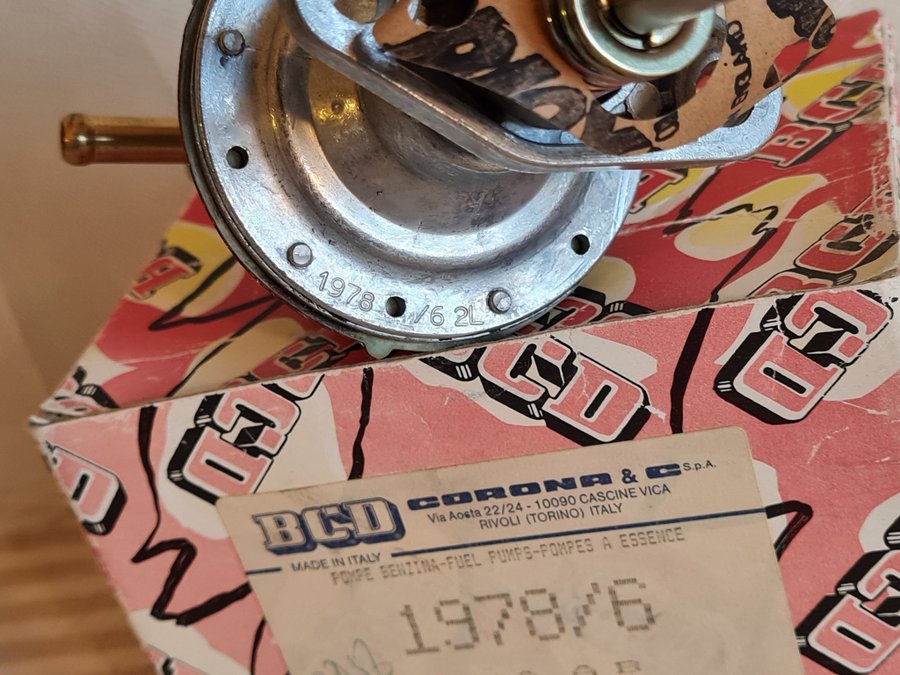 1978 /6 2L
BCD
CORONA & C S.p.A.
Via Aosta 22/24 - 10090 CASCINE VICA
RIVOLI (TORINO) ITALY
MADE IN ITALY
POMPE BENZINA-FUEL PUMPS-POMPES A ESSENCE
1978/6